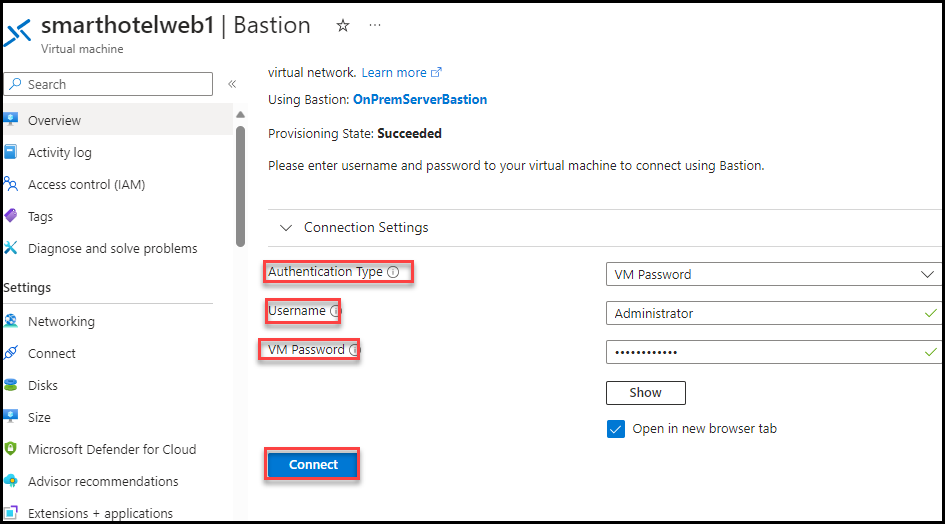 smarthotelweb1 | Bastion
Virtual machine
Search
Overview
Activity log
Access control (IAM)
Tags
Diagnose and solve problems
Settings
Networking
Connect
Disks
Size
Microsoft Defender for Cloud
Advisor recommendations
Extensions + applications
virtual network. Learn more
Using Bastion: OnPremServerBastion
Provisioning State: Succeeded
Please enter username and password to your virtual machine to connect using Bastion.
Connection Settings
Authentication Type
VM Password
Username
Administrator
VM Password
••••••••••••
Show
Open in new browser tab
Connect